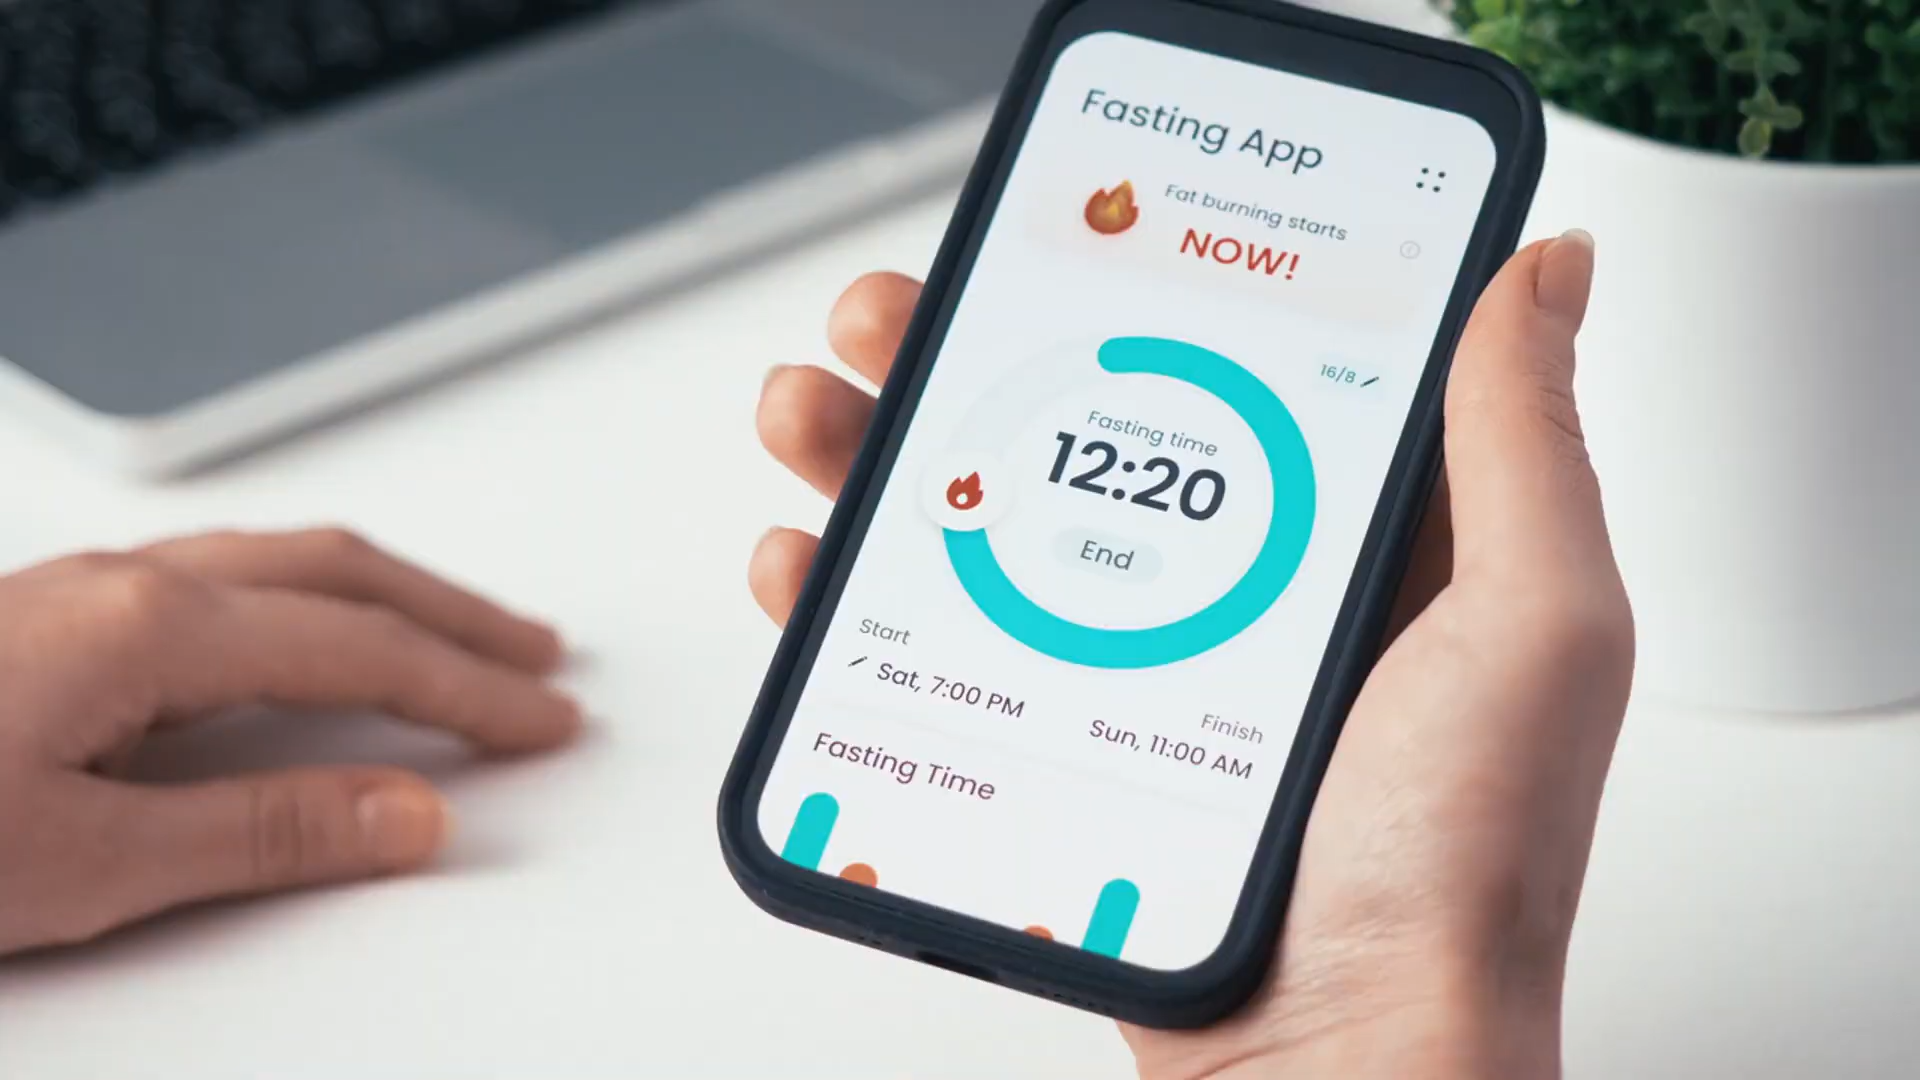 Fasting App
Fat burning starts
NOW!
16/8
Fasting time
12:20
End
Start
Sat, 7:00 PM
Finish
Sun, 11:00 AM
Fasting Time